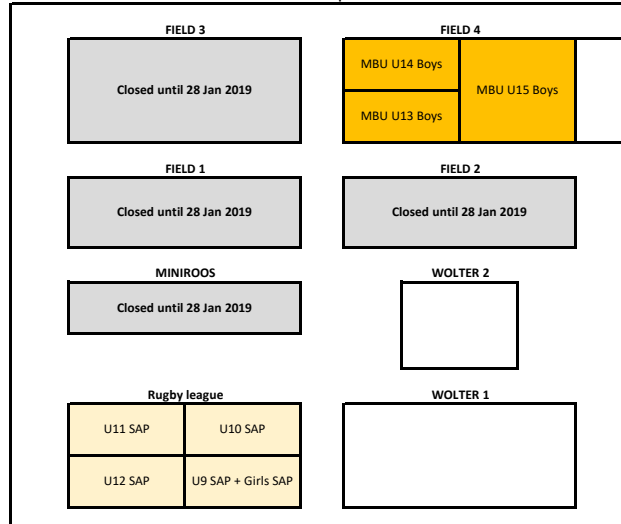 FIELD 3
FIELD 4
Closed until 28 Jan 2019
MBU U14 Boys
MBU U15 Boys
MBU U13 Boys
FIELD 1
FIELD 2
Closed until 28 Jan 2019
Closed until 28 Jan 2019
MINIROOS
WOLTER 2
Closed until 28 Jan 2019
Rugby league
WOLTER 1
U11 SAP
U10 SAP
U12 SAP
U9 SAP + Girls SAP